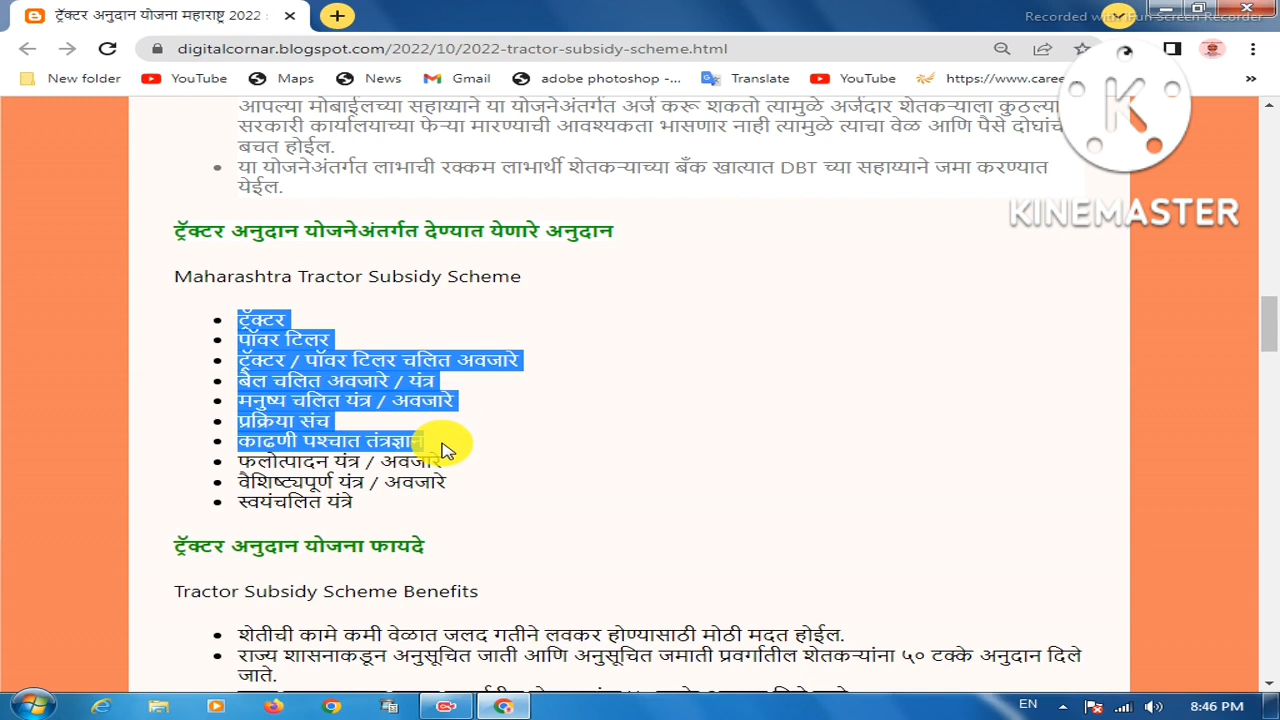 ट्रॅक्टर अनुदान योजना महाराष्ट्र 2022
Recorded with iFun Screen Recorder
digitalcornar.blogspot.com/2022/10/2022-tractor-subsidy-scheme.html
New folder YouTube Maps News Gmail adobe photoshop -... Translate YouTube https://www.caree
आपल्या मोबाईलच्या सहाय्याने या योजनेअंतर्गत अर्ज करू शकतो त्यामुळे अर्जदार शेतकऱ्याला कुठल्या
सरकारी कार्यालयाच्या फेऱ्या मारण्याची आवश्यकता भासणार नाही त्यामुळे त्याचा वेळ आणि पैसे दोघांच
बचत होईल.
या योजनेअंतर्गत लाभाची रक्कम लाभार्थी शेतकऱ्याच्या बँक खात्यात DBT च्या सहाय्याने जमा करण्यात
येईल.
KINEMASTER
ट्रॅक्टर अनुदान योजनेअंतर्गत देण्यात येणारे अनुदान
Maharashtra Tractor Subsidy Scheme
ट्रॅक्टर
पॉवर टिलर
ट्रॅक्टर / पॉवर टिलर चलित अवजारे
बैल चलित अवजारे / यंत्र
मनुष्य चलित यंत्र / अवजारे
प्रक्रिया संच
काढणी पश्चात तंत्रज्ञान
फलोत्पादन यंत्र / अवजारे
वैशिष्ट्यपूर्ण यंत्र / अवजारे
स्वयंचलित यंत्रे
ट्रॅक्टर अनुदान योजना फायदे
Tractor Subsidy Scheme Benefits
शेतीची कामे कमी वेळात जलद गतीने लवकर होण्यासाठी मोठी मदत होईल.
राज्य शासनाकडून अनुसूचित जाती आणि अनुसूचित जमाती प्रवर्गातील शेतकऱ्यांना ५० टक्के अनुदान दिले
जाते.
EN 8:46 PM